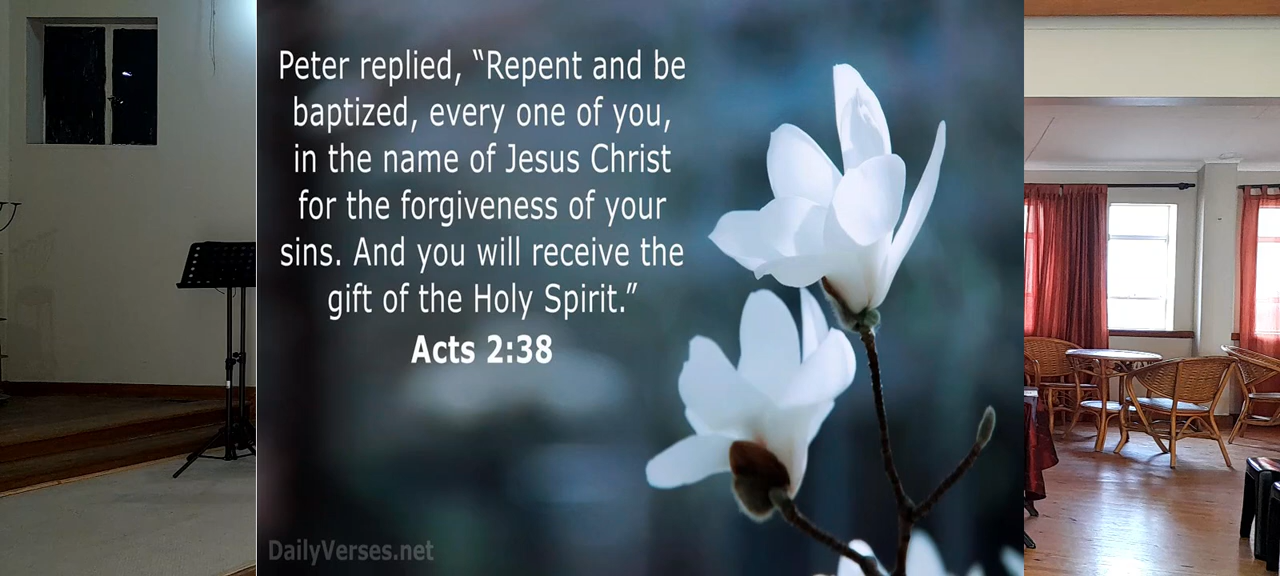 Peter replied, “Repent and be
baptized, every one of you,
in the name of Jesus Christ
for the forgiveness of your
sins. And you will receive the
gift of the Holy Spirit.”
Acts 2:38
DailyVerses.net